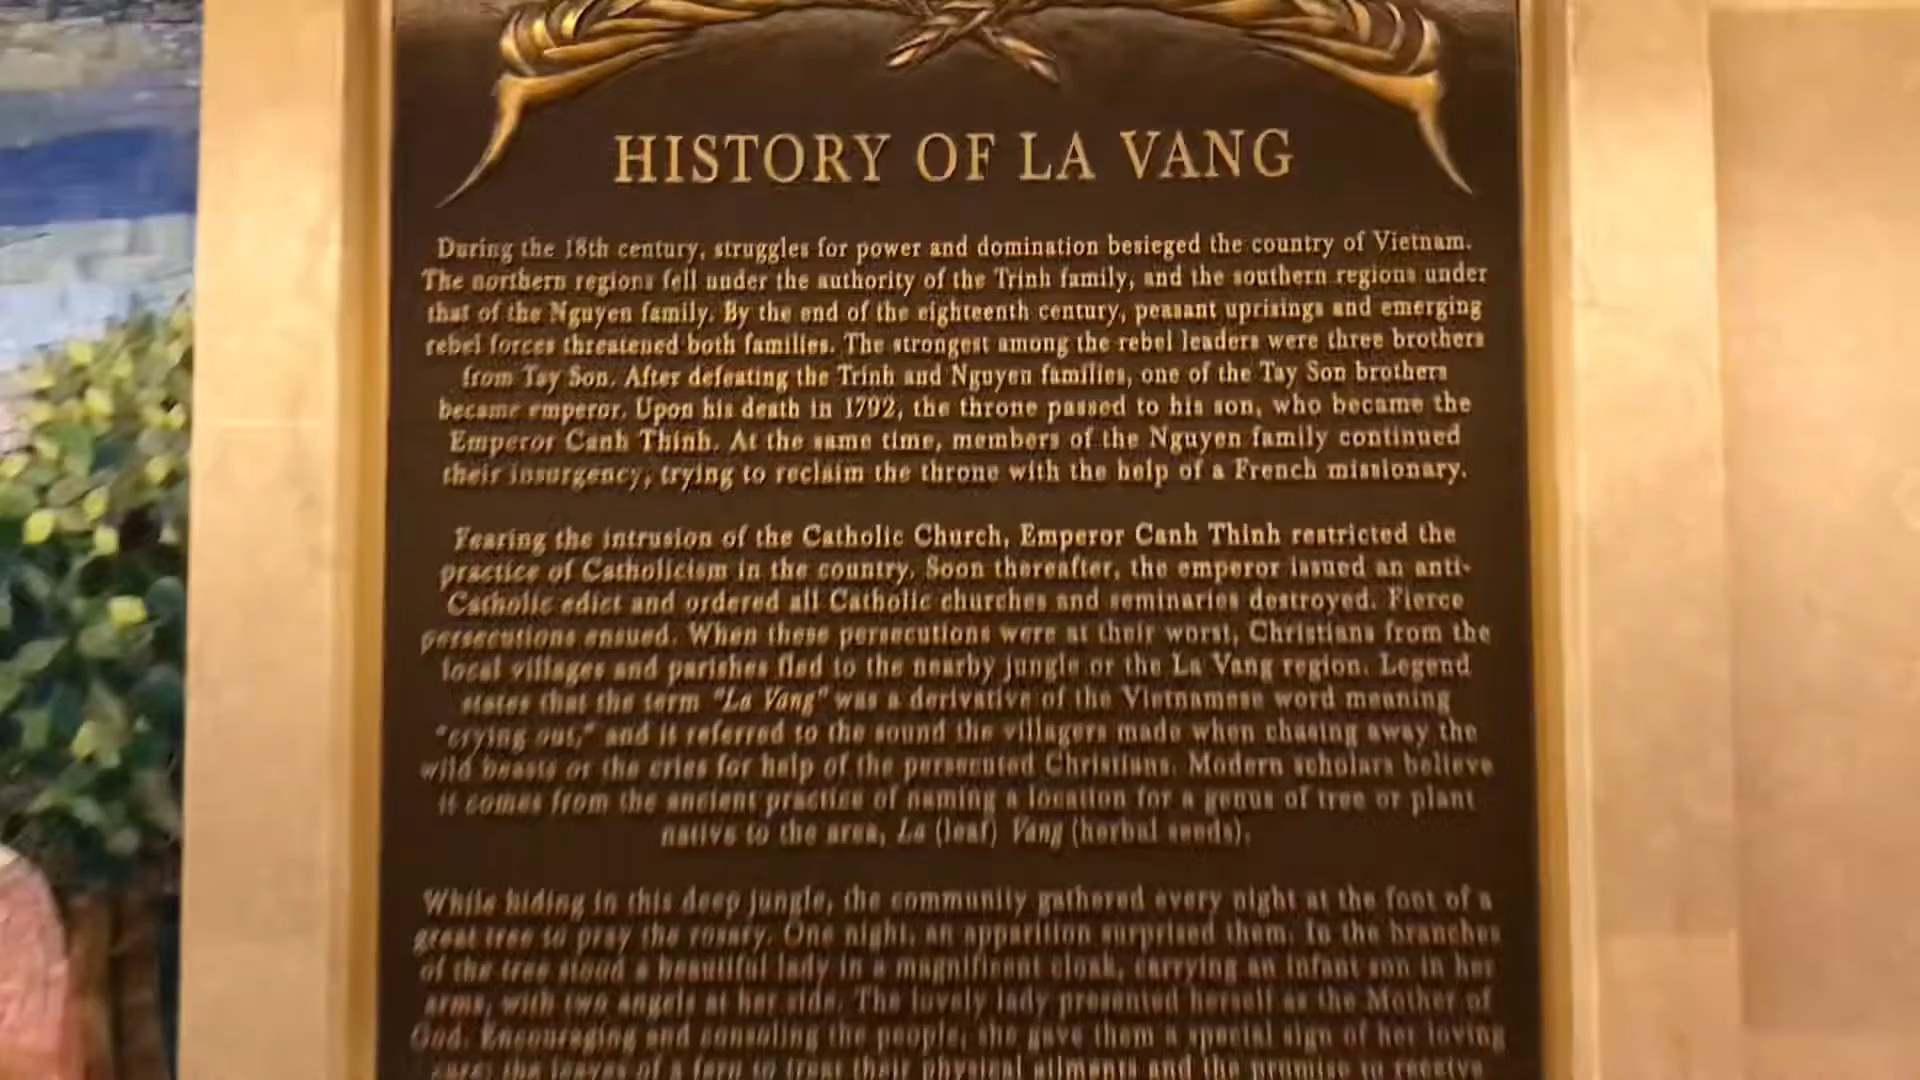 HISTORY OF LA VANG
During the 18th century, struggles for power and domination besieged the country of Vietnam.
The northern regions fell under the authority of the Trinh family, and the southern regions under
that of the Nguyen family. By the end of the eighteenth century, peasant uprisings and emerging
rebel forces threatened both families. The strongest among the rebel leaders were three brothers
from Tay Son. After defeating the Trinh and Nguyen families, one of the Tay Son brothers
became emperor. Upon his death in 1792, the throne passed to his son, who became the
Emperor Canh Thinh. At the same time, members of the Nguyen family continued
their insurgency, trying to reclaim the throne with the help of a French missionary.
Fearing the intrusion of the Catholic Church, Emperor Canh Thinh restricted the
practice of Catholicism in the country. Soon thereafter, the emperor issued an anti-
Catholic edict and ordered all Catholic churches and seminaries destroyed. Fierce
persecutions ensued. When these persecutions were at their worst, Christians from the
local villages and parishes fled to the nearby jungle or the La Vang region. Legend
states that the term "La Vang" was a derivative of the Vietnamese word meaning
"crying out," and it referred to the sound the villagers made when chasing away the
wild beasts or the cries for help of the persecuted Christians. Modern scholars believe
it comes from the ancient practice of naming a location for a genus of tree or plant
native to the area, La (leaf) Vang (herbal seeds).
While hiding in this deep jungle, the community gathered every night at the foot of a
great tree to pray the rosary. One night, an apparition surprised them. In the branches
of the tree stood a beautiful lady in a magnificent cloak, carrying an infant son in her
arms, with two angels at her side. The lovely lady presented herself as the Mother of
God. Encouraging and consoling the people, she gave them a special sign of her loving
care: the leaves of a fern to treat their physical ailments and the promise to receive